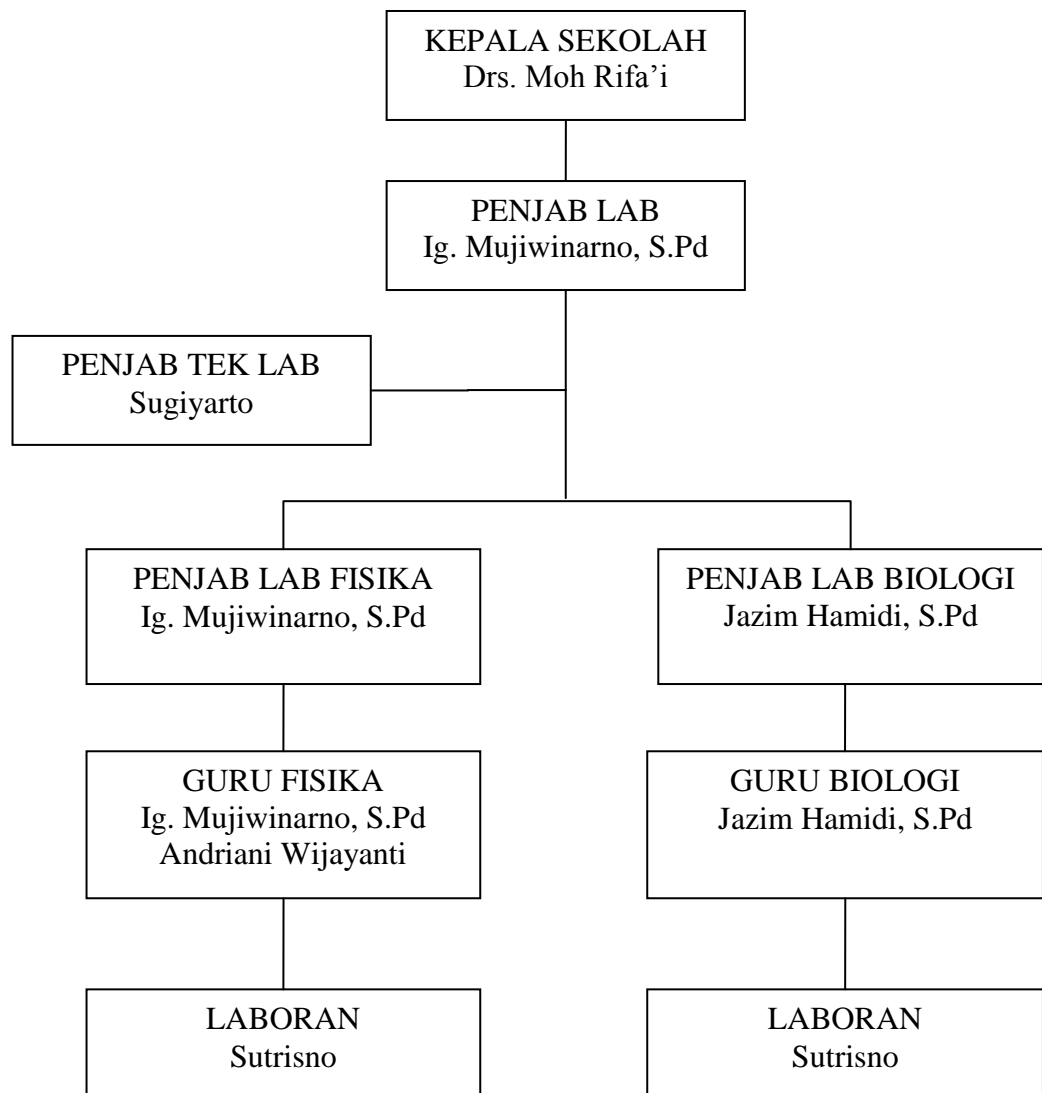 KEPALA SEKOLAH
Drs. Moh Rifa’i
PENJAB LAB
Ig. Mujiwinarno, S.Pd
PENJAB TEK LAB
Sugiyarto
PENJAB LAB FISIKA
Ig. Mujiwinarno, S.Pd
PENJAB LAB BIOLOGI
Jazim Hamidi, S.Pd
GURU FISIKA
Ig. Mujiwinarno, S.Pd
Andriani Wijayanti
GURU BIOLOGI
Jazim Hamidi, S.Pd
LABORAN
Sutrisno
LABORAN
Sutrisno